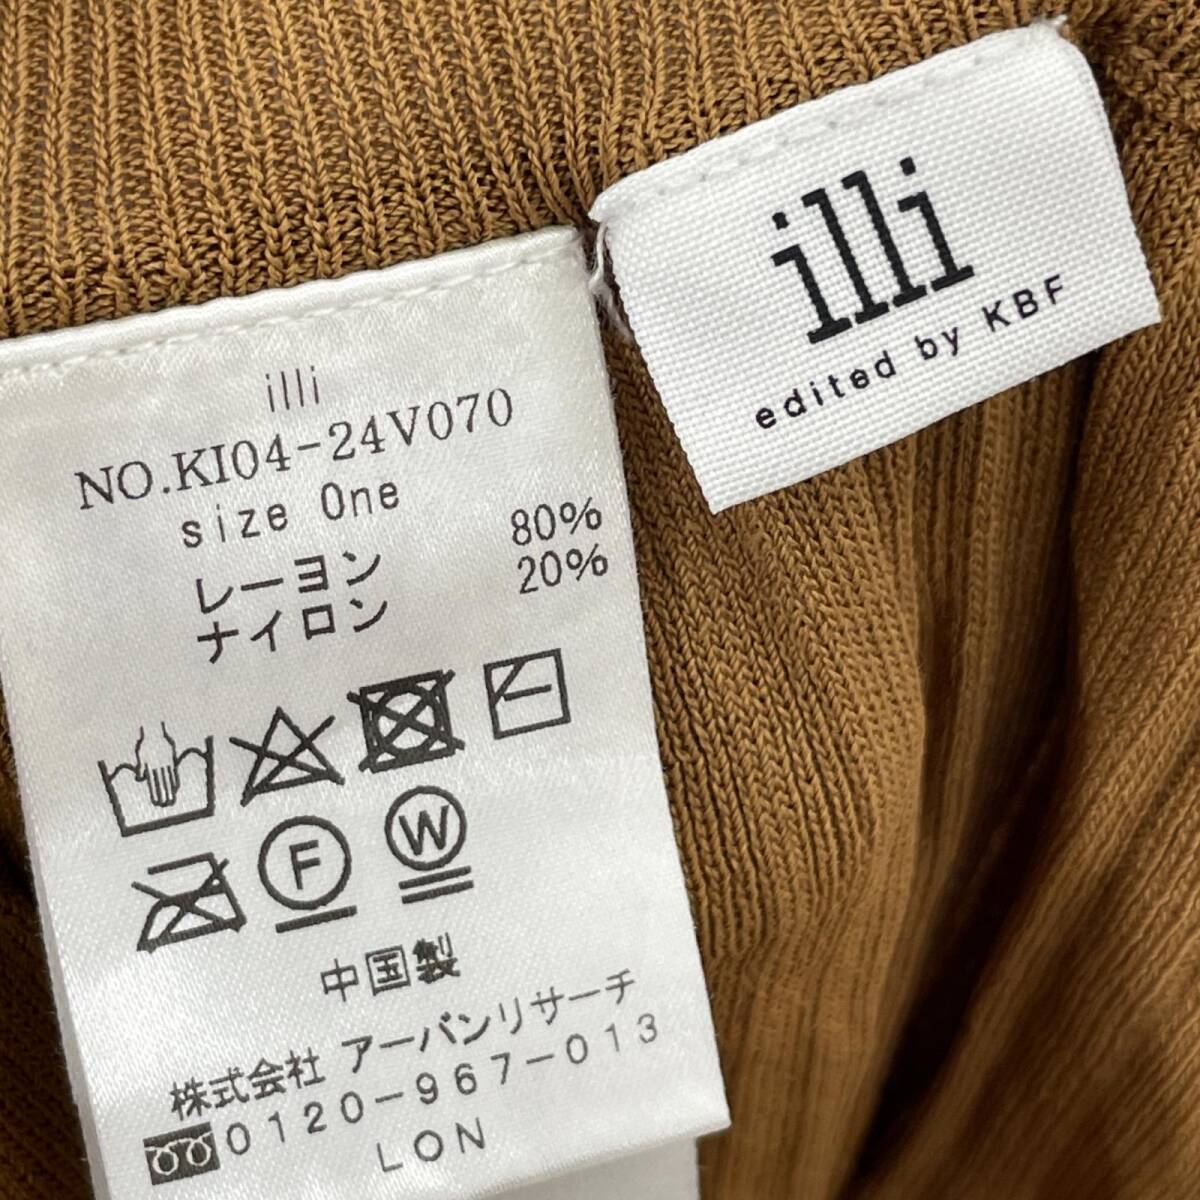 illi
edited by KBF
illi
NO.KI04-24V070
size One
レーヨン 80%
ナイロン 20%
F
W
中国製
株式会社 アーバンリサーチ
0120-967-013
LON